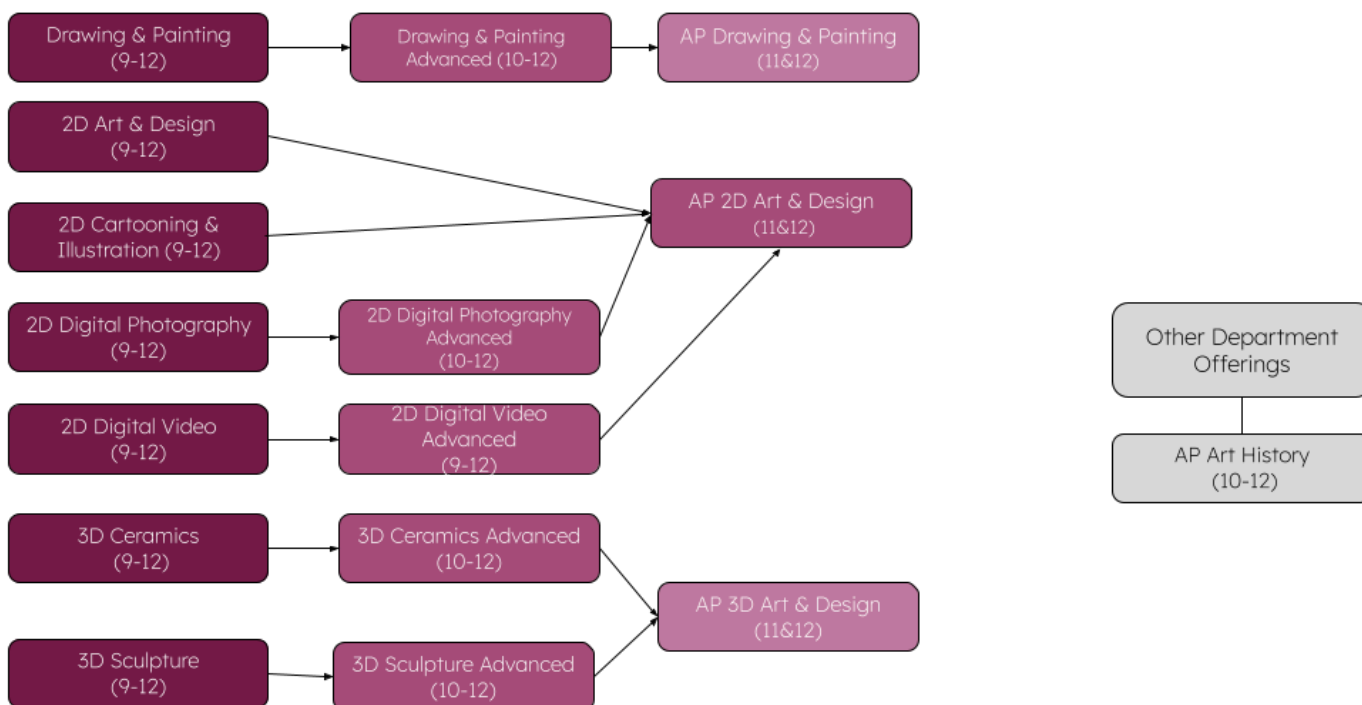 Drawing & Painting
(9-12)
Drawing & Painting
Advanced (10-12)
AP Drawing & Painting
(11&12)
2D Art & Design
(9-12)
AP 2D Art & Design
(11&12)
2D Cartooning &
Illustration (9-12)
2D Digital Photography
(9-12)
2D Digital Photography
Advanced
(10-12)
Other Department
Offerings
2D Digital Video
(9-12)
2D Digital Video
Advanced
(9-12)
AP Art History
(10-12)
3D Ceramics
(9-12)
3D Ceramics Advanced
(10-12)
AP 3D Art & Design
(11&12)
3D Sculpture
(9-12)
3D Sculpture Advanced
(10-12)